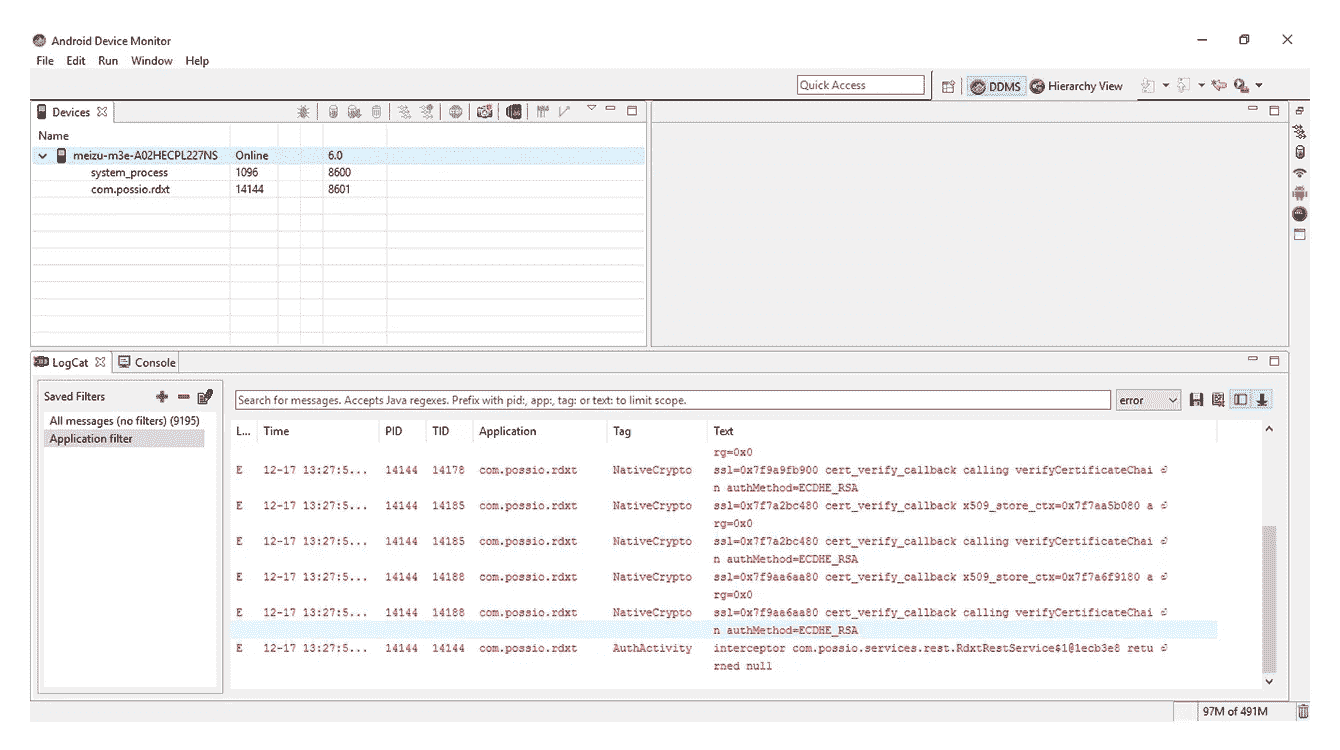 Android Device Monitor
File Edit Run Window Help
Quick Access
DDMS
Hierarchy View
Devices
Name
meizu-m3e-A02HECPL227NS Online 6.0
system_process 1096 8600
com.possio.rdxt 14144 8601
LogCat
Console
Saved Filters
All messages (no filters) (9195)
Application filter
Search for messages. Accepts Java regexes. Prefix with pid:, app:, tag: or text: to limit scope.
error
L... Time PID TID Application Tag Text
rg=0x0
E 12-17 13:27:5... 14144 14178 com.possio.rdxt NativeCrypto ssl=0x7f9a9fb900 cert_verify_callback calling verifyCertificateChai
n authMethod=ECDHE_RSA
E 12-17 13:27:5... 14144 14185 com.possio.rdxt NativeCrypto ssl=0x7f7a2bc480 cert_verify_callback x509_store_ctx=0x7f7aa5b080 a
rg=0x0
E 12-17 13:27:5... 14144 14185 com.possio.rdxt NativeCrypto ssl=0x7f7a2bc480 cert_verify_callback calling verifyCertificateChai
n authMethod=ECDHE_RSA
E 12-17 13:27:5... 14144 14188 com.possio.rdxt NativeCrypto ssl=0x7f9aa6aa80 cert_verify_callback x509_store_ctx=0x7f7a6f9180 a
rg=0x0
E 12-17 13:27:5... 14144 14188 com.possio.rdxt NativeCrypto ssl=0x7f9aa6aa80 cert_verify_callback calling verifyCertificateChai
n authMethod=ECDHE_RSA
E 12-17 13:27:5... 14144 14144 com.possio.rdxt AuthActivity interceptor com.possio.services.rest.RdxtRestService$1@1ecb3e8 retu
rned null
97M of 491M